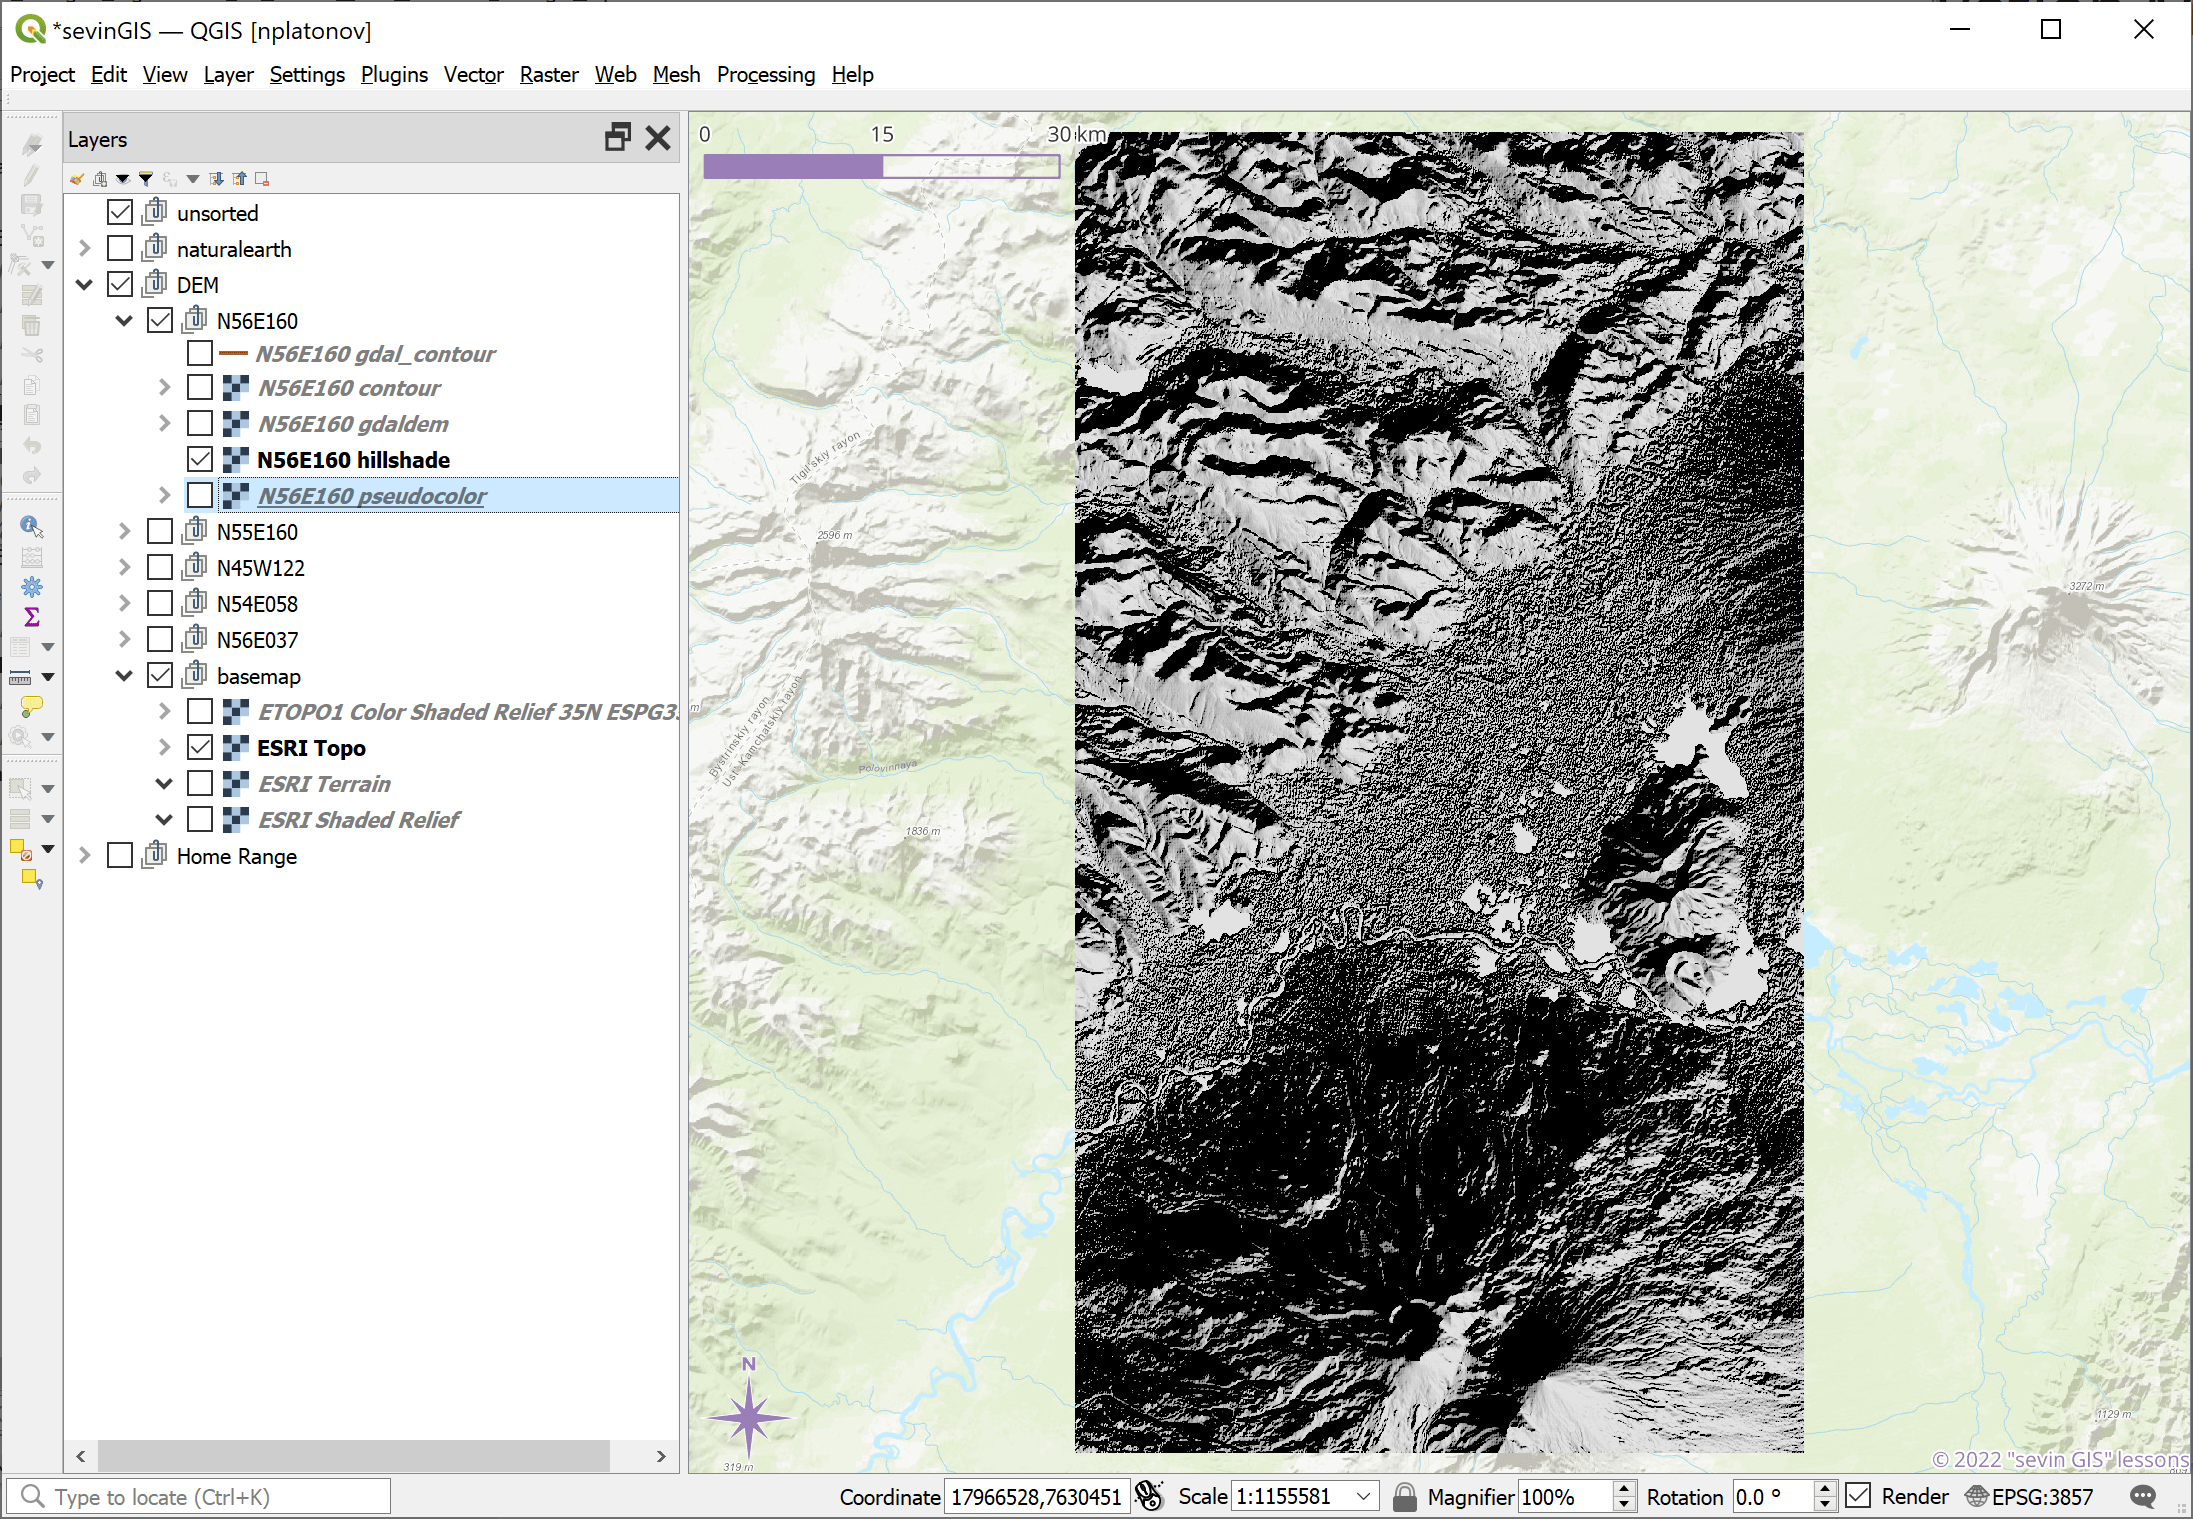 *sevinGIS — QGIS [nplatonov]
Project Edit View Layer Settings Plugins Vector Raster Web Mesh Processing Help
Layers
unsorted
naturalearth
DEM
N56E160
N56E160 gdal_contour
N56E160 contour
N56E160 gdaldem
N56E160 hillshade
N56E160 pseudocolor
N55E160
N45W122
N54E058
N56E037
basemap
ETOPO1 Color Shaded Relief 35N ESPG3
ESRI Topo
ESRI Terrain
ESRI Shaded Relief
Home Range
0 15 30 km
Tigil'skiy rayon
2596 m
3272 m
m
Bystrinskiy rayon
Ust'-Kamchatskiy rayon
Polovinnaya
1836 m
N
319 m
1129 m
© 2022 "sevin GIS" lessons
Type to locate (Ctrl+K)
Coordinate 17966528,7630451 Scale 1:1155581 Magnifier 100% Rotation 0.0 ° Render EPSG:3857